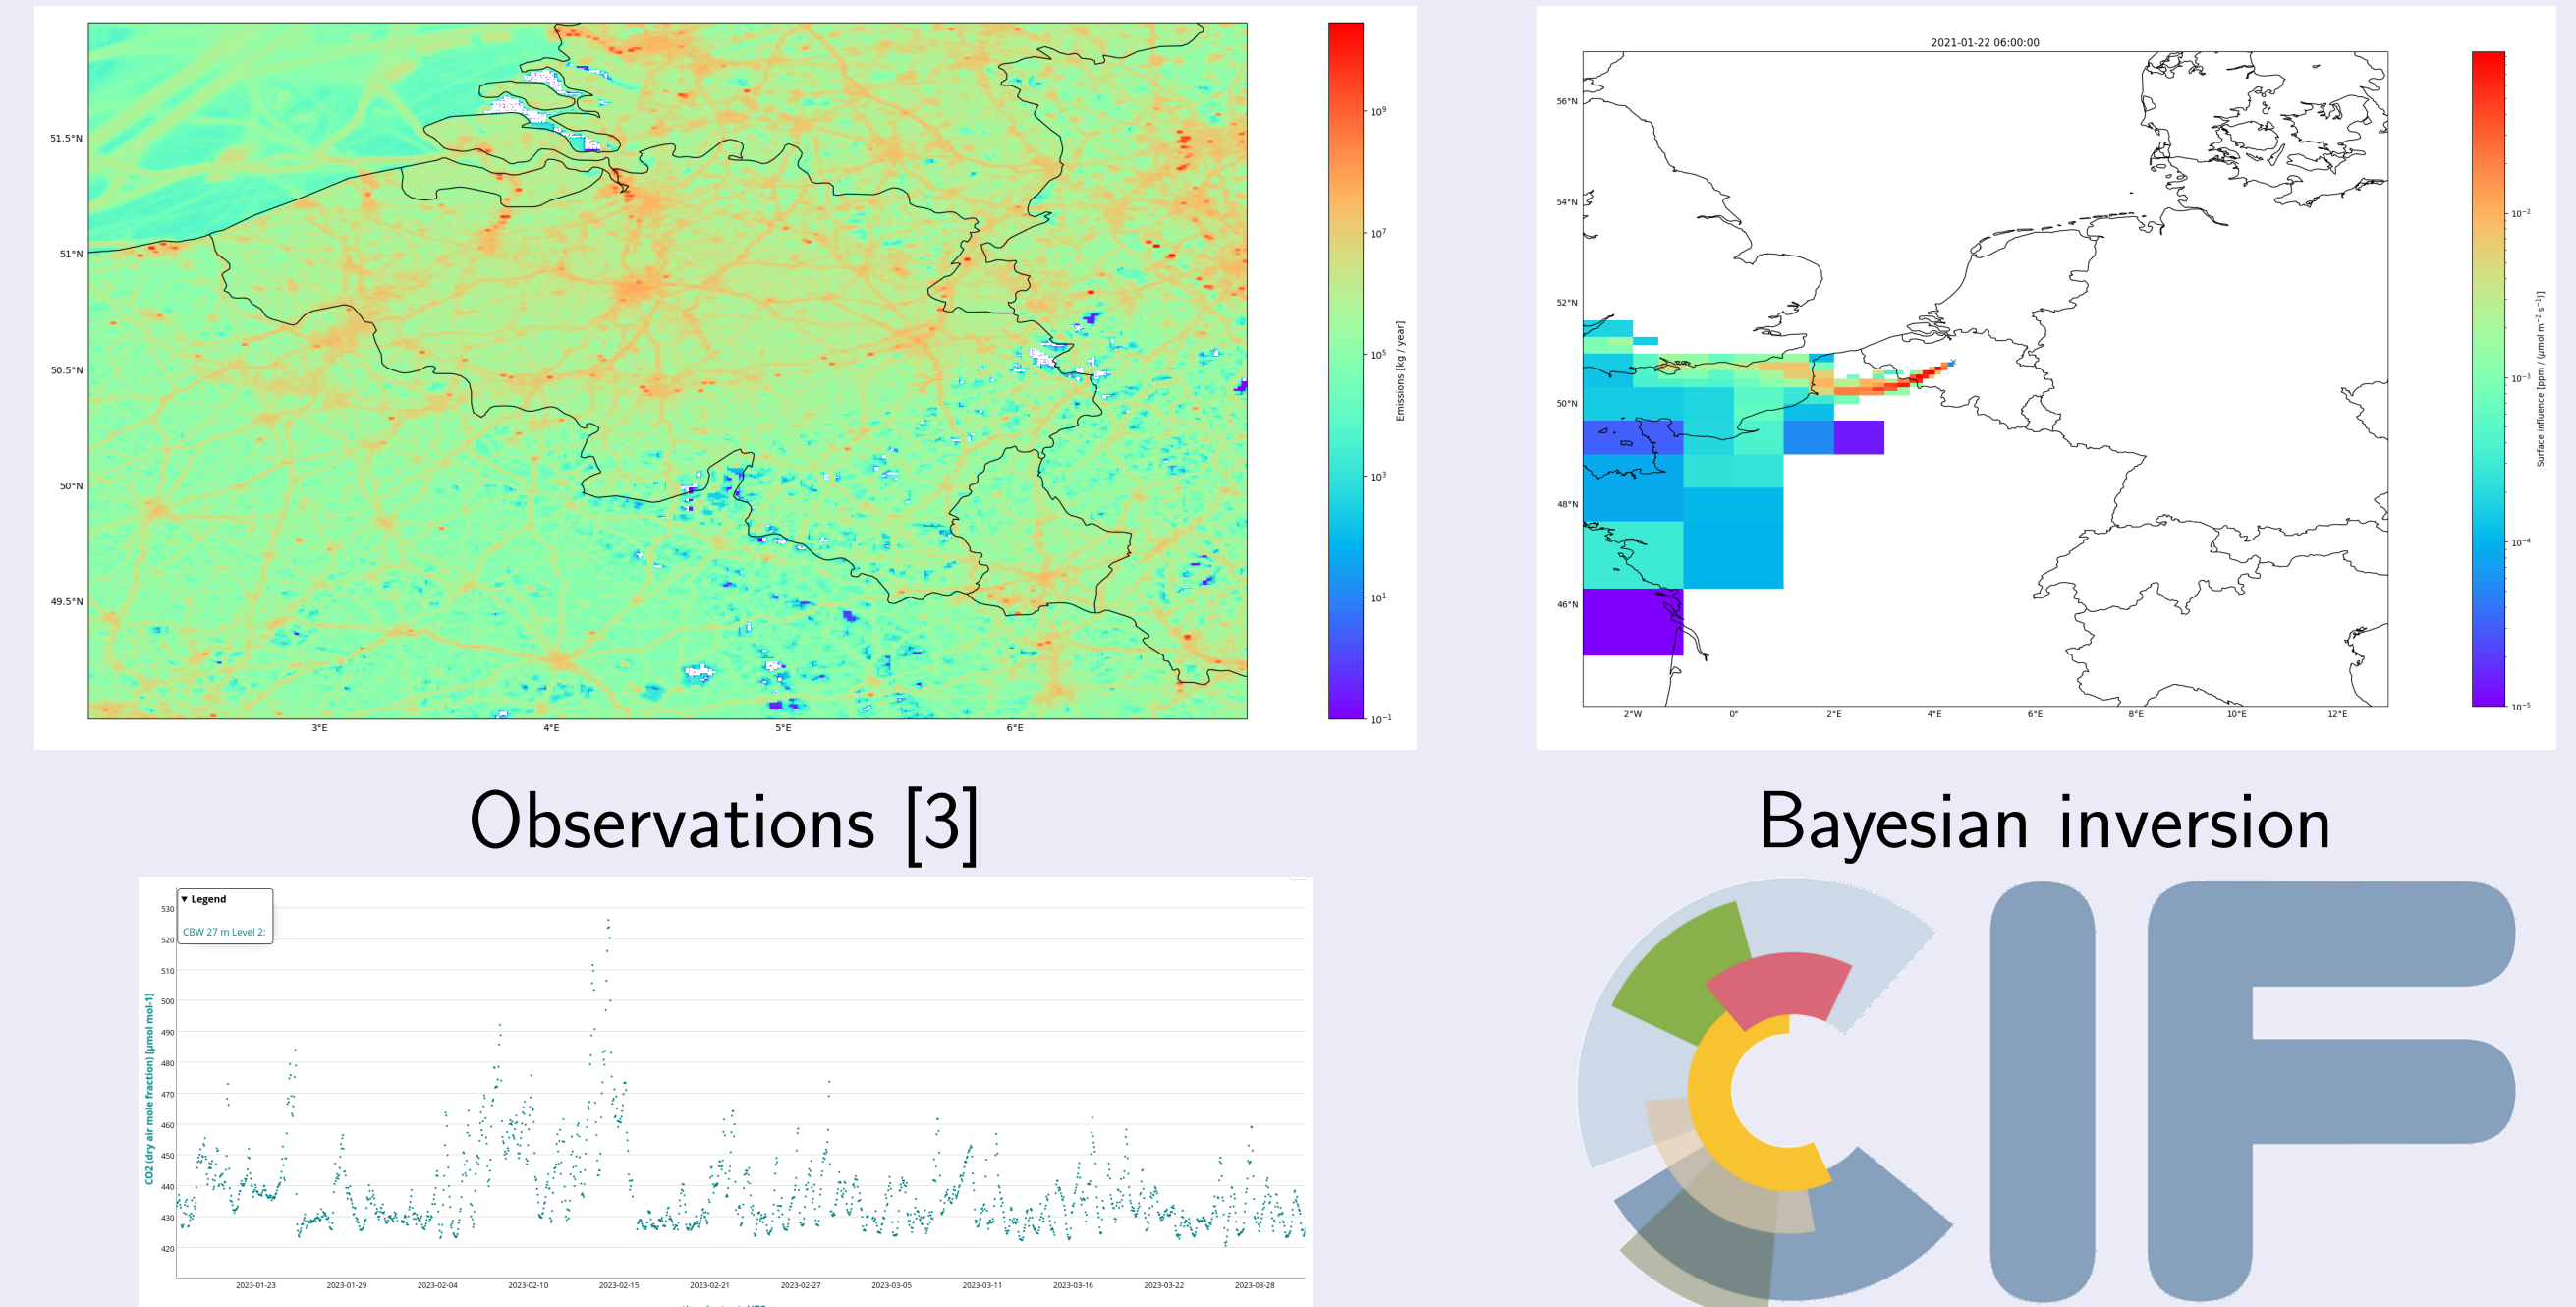 51.5°N
51°N
50.5°N
50°N
49.5°N
3°E
4°E
5°E
6°E
10⁹
10⁷
10⁵
10³
10¹
10⁻¹
Emissions [kg / year]
2021-01-22 06:00:00
56°N
54°N
52°N
50°N
48°N
46°N
2°W
0°
2°E
4°E
6°E
8°E
10°E
12°E
10⁻²
10⁻³
10⁻⁴
10⁻⁵
Surface influence [ppm / (μmol m⁻² s⁻¹)]
Observations [3]
Bayesian inversion
▼ Legend
CBW 27 m Level 2:
CO2 (dry air mole fraction) [μmol mol-1]
530
520
510
500
490
480
470
460
450
440
430
420
2023-01-23
2023-01-29
2023-02-04
2023-02-10
2023-02-15
2023-02-21
2023-02-27
2023-03-05
2023-03-11
2023-03-16
2023-03-22
2023-03-28
CIF